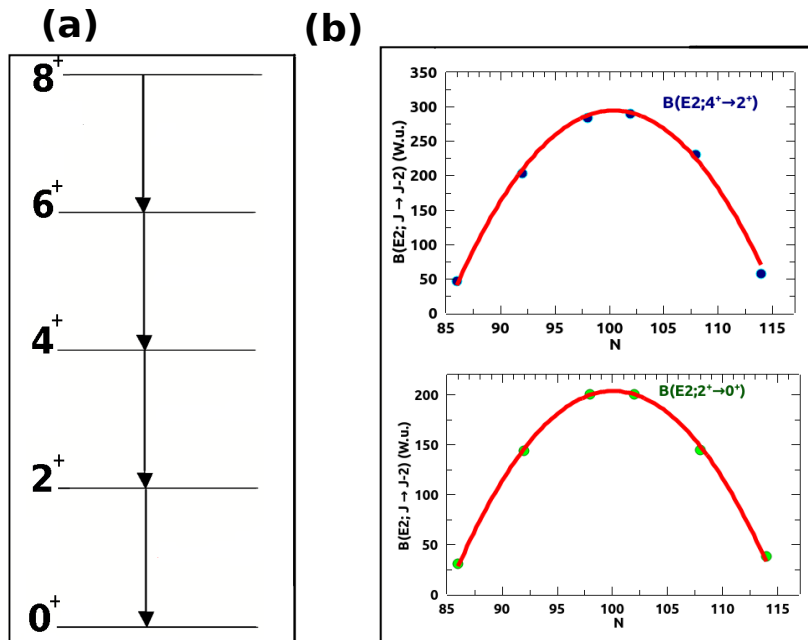 (a)
8+
6+
4+
2+
0+
(b)
B(E2; J → J-2) (W.u.)
350
300
250
200
150
100
50
0
B(E2;4+→2+)
85 90 95 100 105 110 115
N
B(E2; J → J-2) (W.u.)
200
150
100
50
0
B(E2;2+→0+)
85 90 95 100 105 110 115
N